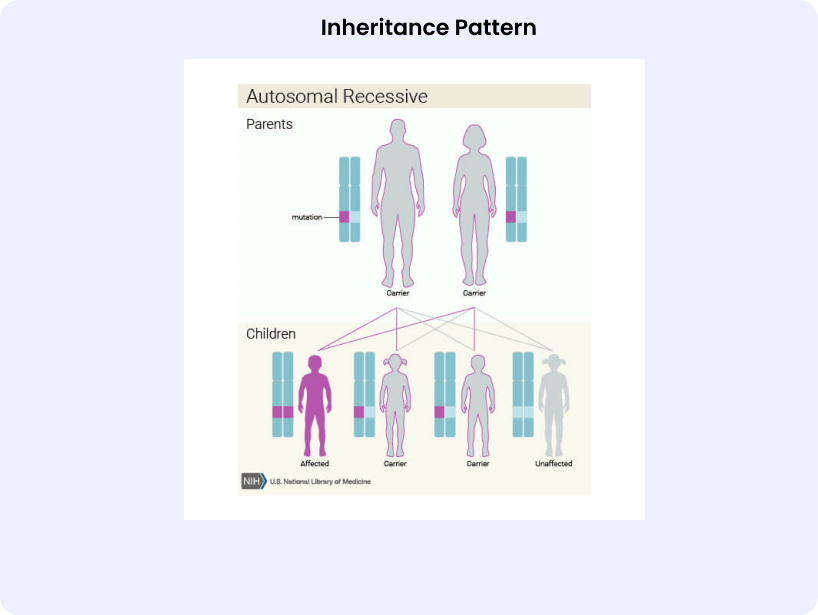 Inheritance Pattern
Autosomal Recessive
Parents
mutation
Carrier Carrier
Children
Affected Carrier Carrier Unaffected
NIH U.S. National Library of Medicine